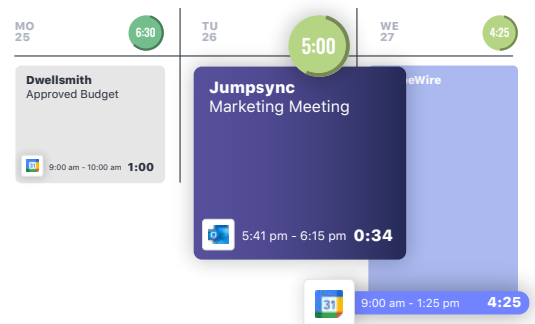 MO
25
6:30
TU
26
5:00
WE
27
4:25
Dwellsmith
Approved Budget
9:00 am - 10:00 am 1:00
Jumpsync
Marketing Meeting
5:41 pm - 6:15 pm 0:34
31
9:00 am - 1:25 pm 4:25